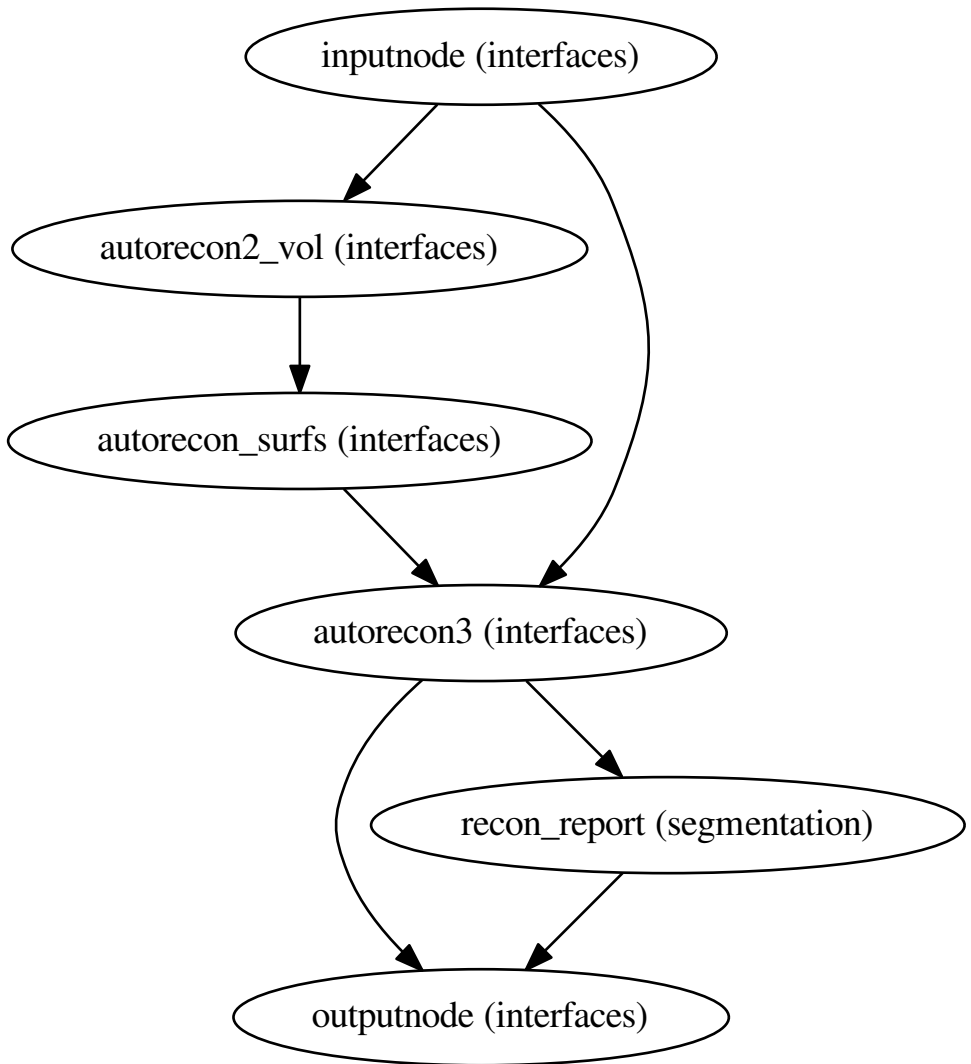 inputnode (interfaces)
autorecon2_vol (interfaces)
autorecon_surfs (interfaces)
autorecon3 (interfaces)
recon_report (segmentation)
outputnode (interfaces)